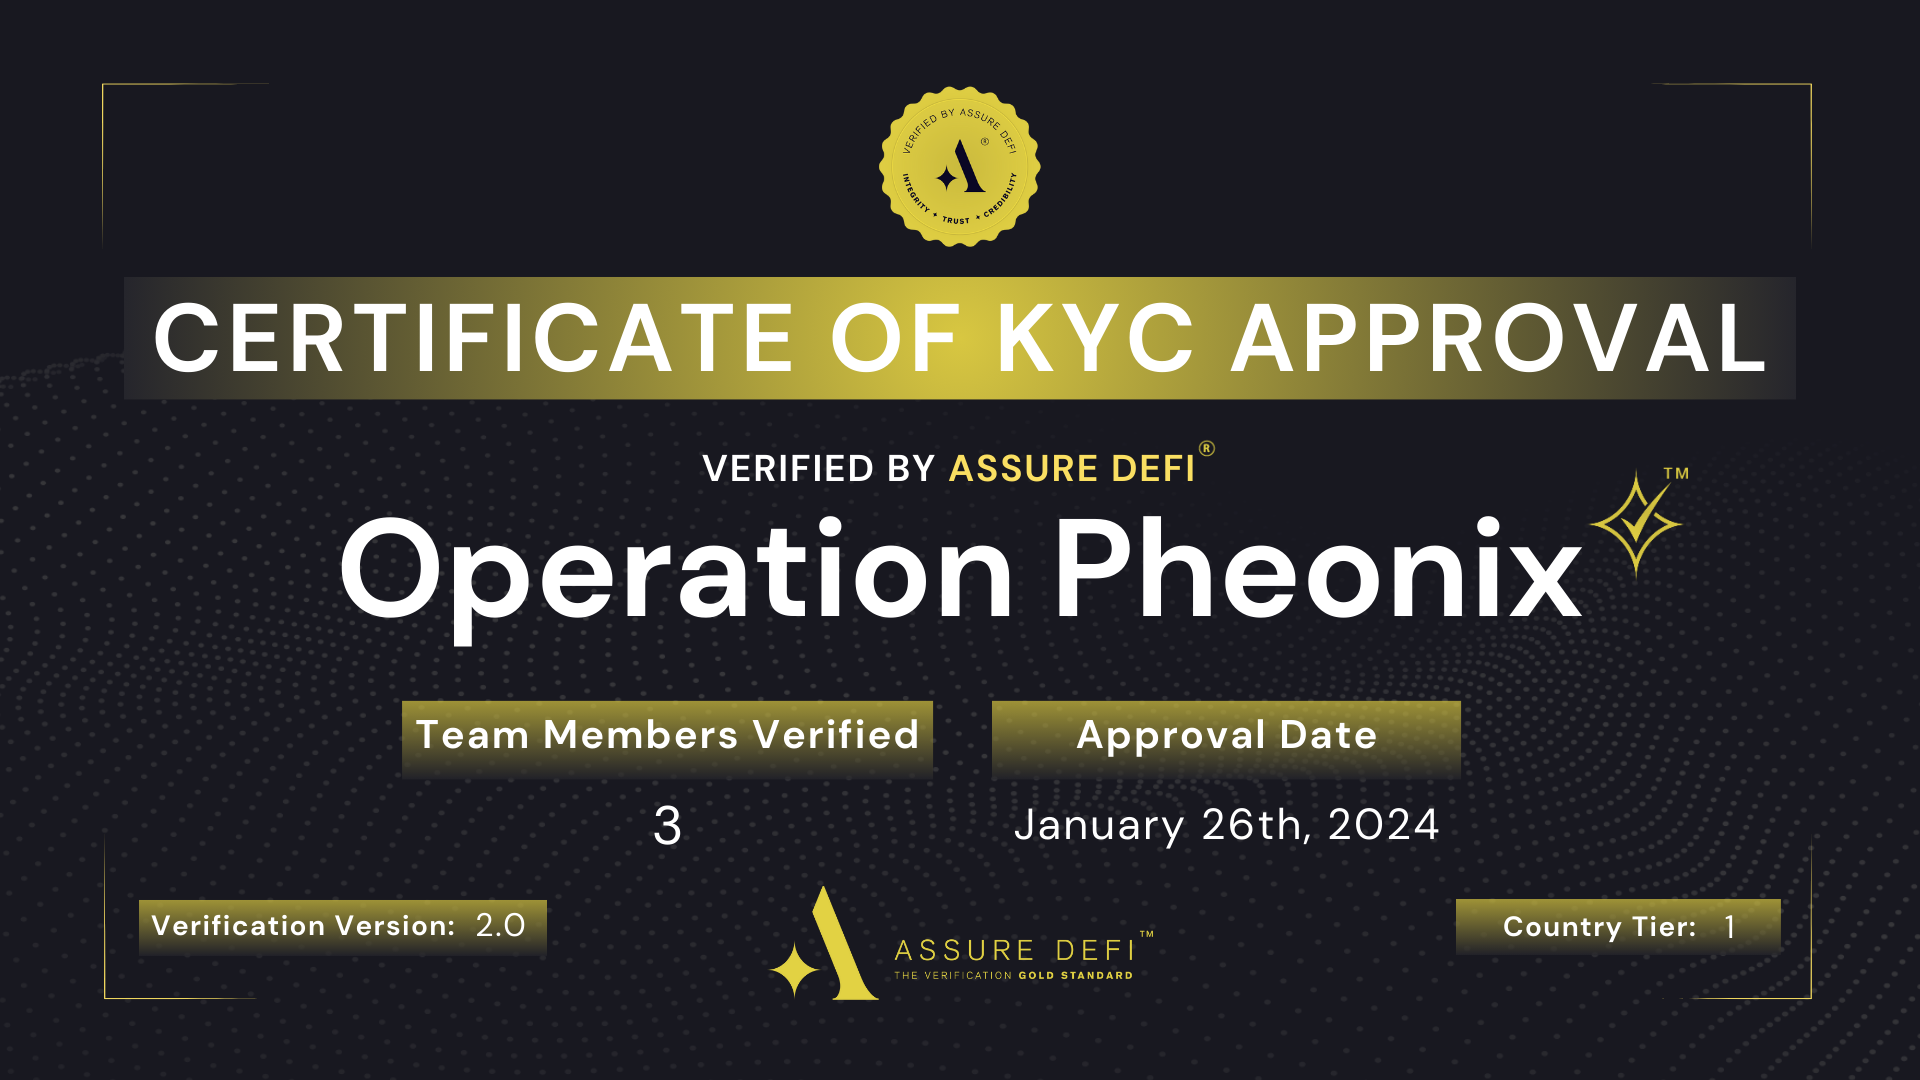 VERIFIED BY ASSURE DEFI
®
INTEGRITY ✦ TRUST ✦ CREDIBILITY
CERTIFICATE OF KYC APPROVAL
VERIFIED BY ASSURE DEFI®
Operation Pheonix
TM
Team Members Verified
Approval Date
3
January 26th, 2024
Verification Version: 2.0
ASSURE DEFI™
THE VERIFICATION GOLD STANDARD
Country Tier: 1